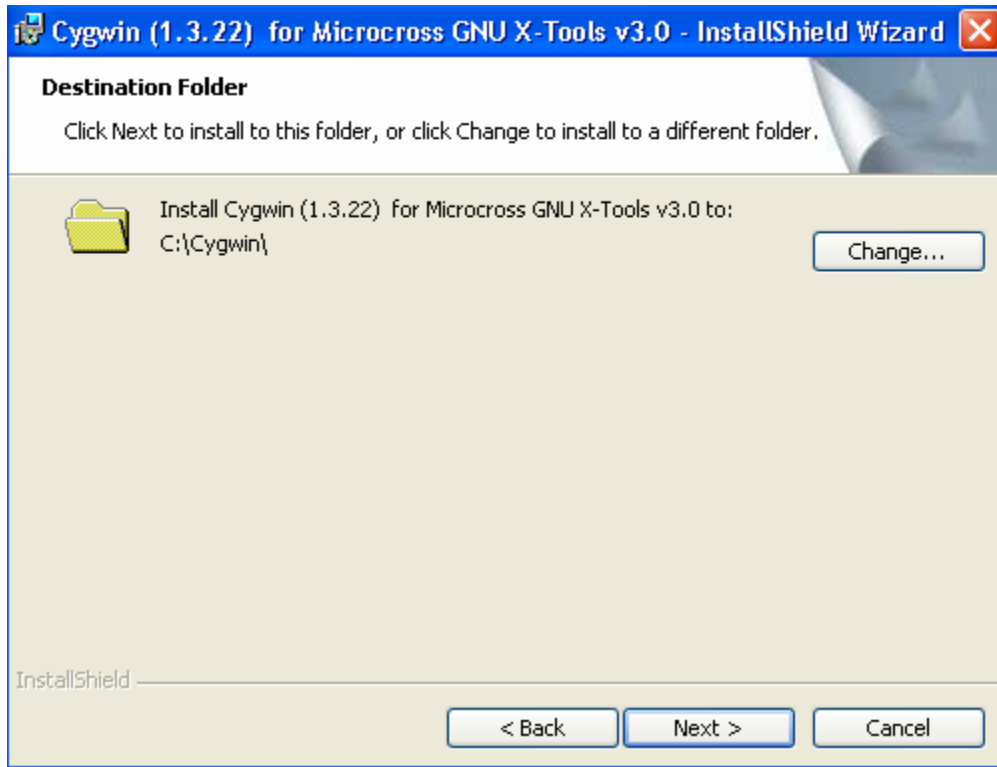 Cygwin (1.3.22)  for Microcross GNU X-Tools v3.0 - InstallShield Wizard
Destination Folder
Click Next to install to this folder, or click Change to install to a different folder.
Install Cygwin (1.3.22)  for Microcross GNU X-Tools v3.0 to:
C:\Cygwin\
Change...
InstallShield
< Back
Next >
Cancel